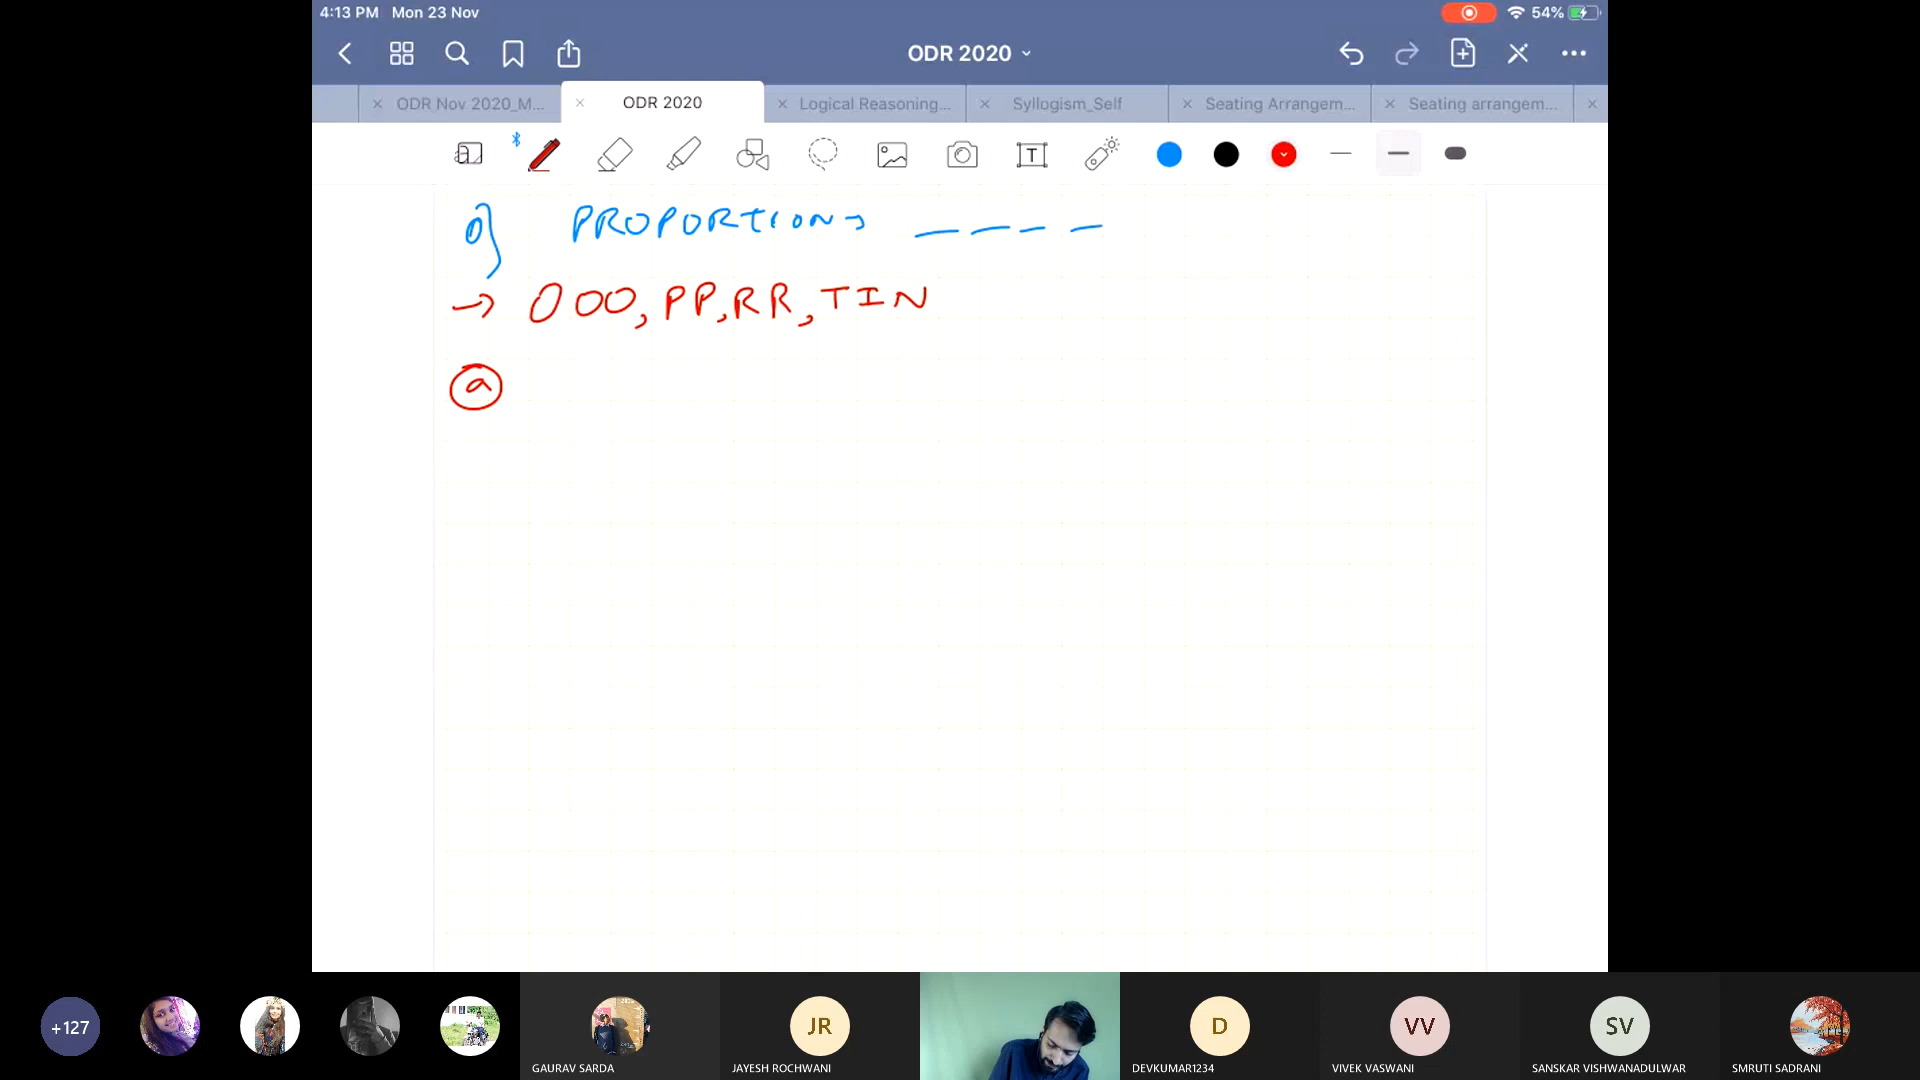 4:13 PM Mon 23 Nov
54%
ODR 2020
ODR Nov 2020_M...
ODR 2020
Logical Reasoning...
Syllogism_Self
Seating Arrangem...
Seating arrangem...
T
PROPORTION → _ _ _ _
→ OOO, PP, RR, TIN
a
+127
JR
D
VV
SV
GAURAV SARDA
JAYESH ROCHWANI
DEVKUMAR1234
VIVEK VASWANI
SANSKAR VISHWANADULWAR
SMRUTI SADRANI